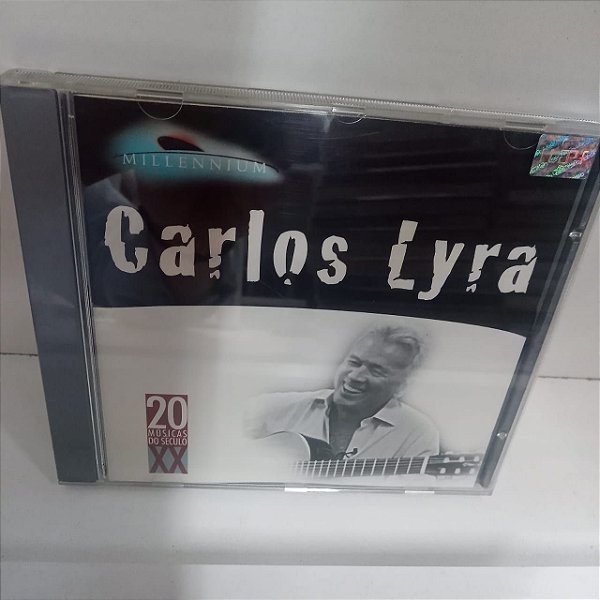 MILLENNIUM
Carlos Lyra
20
MÚSICAS
DO SÉCULO
XX